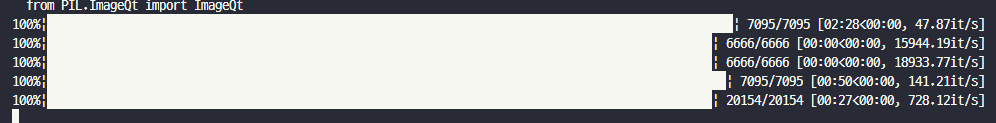 from PIL.ImageQt import ImageQt
100%|██████████| 7095/7095 [02:28<00:00, 47.87it/s]
100%|██████████| 6666/6666 [00:00<00:00, 15944.19it/s]
100%|██████████| 6666/6666 [00:00<00:00, 18933.77it/s]
100%|██████████| 7095/7095 [00:50<00:00, 141.21it/s]
100%|██████████| 20154/20154 [00:27<00:00, 728.12it/s]